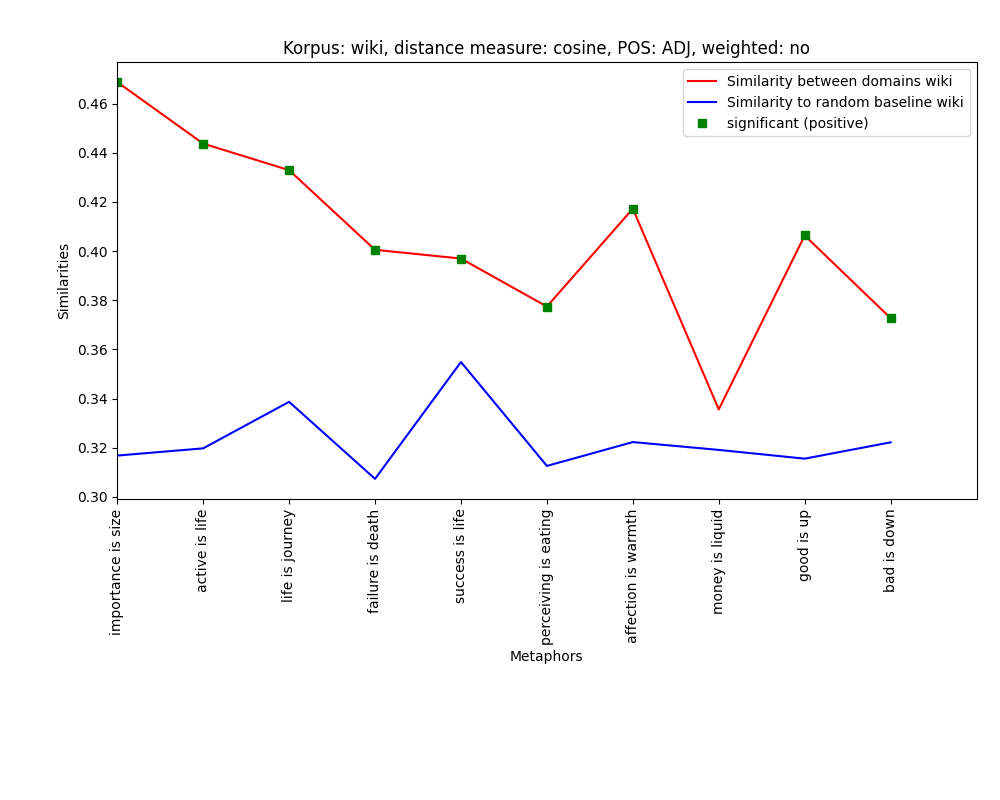 Korpus: wiki, distance measure: cosine, POS: ADJ, weighted: no
Similarity between domains wiki
Similarity to random baseline wiki
significant (positive)
Similarities
0.46
0.44
0.42
0.40
0.38
0.36
0.34
0.32
0.30
importance is size
active is life
life is journey
failure is death
success is life
perceiving is eating
affection is warmth
money is liquid
good is up
bad is down
Metaphors